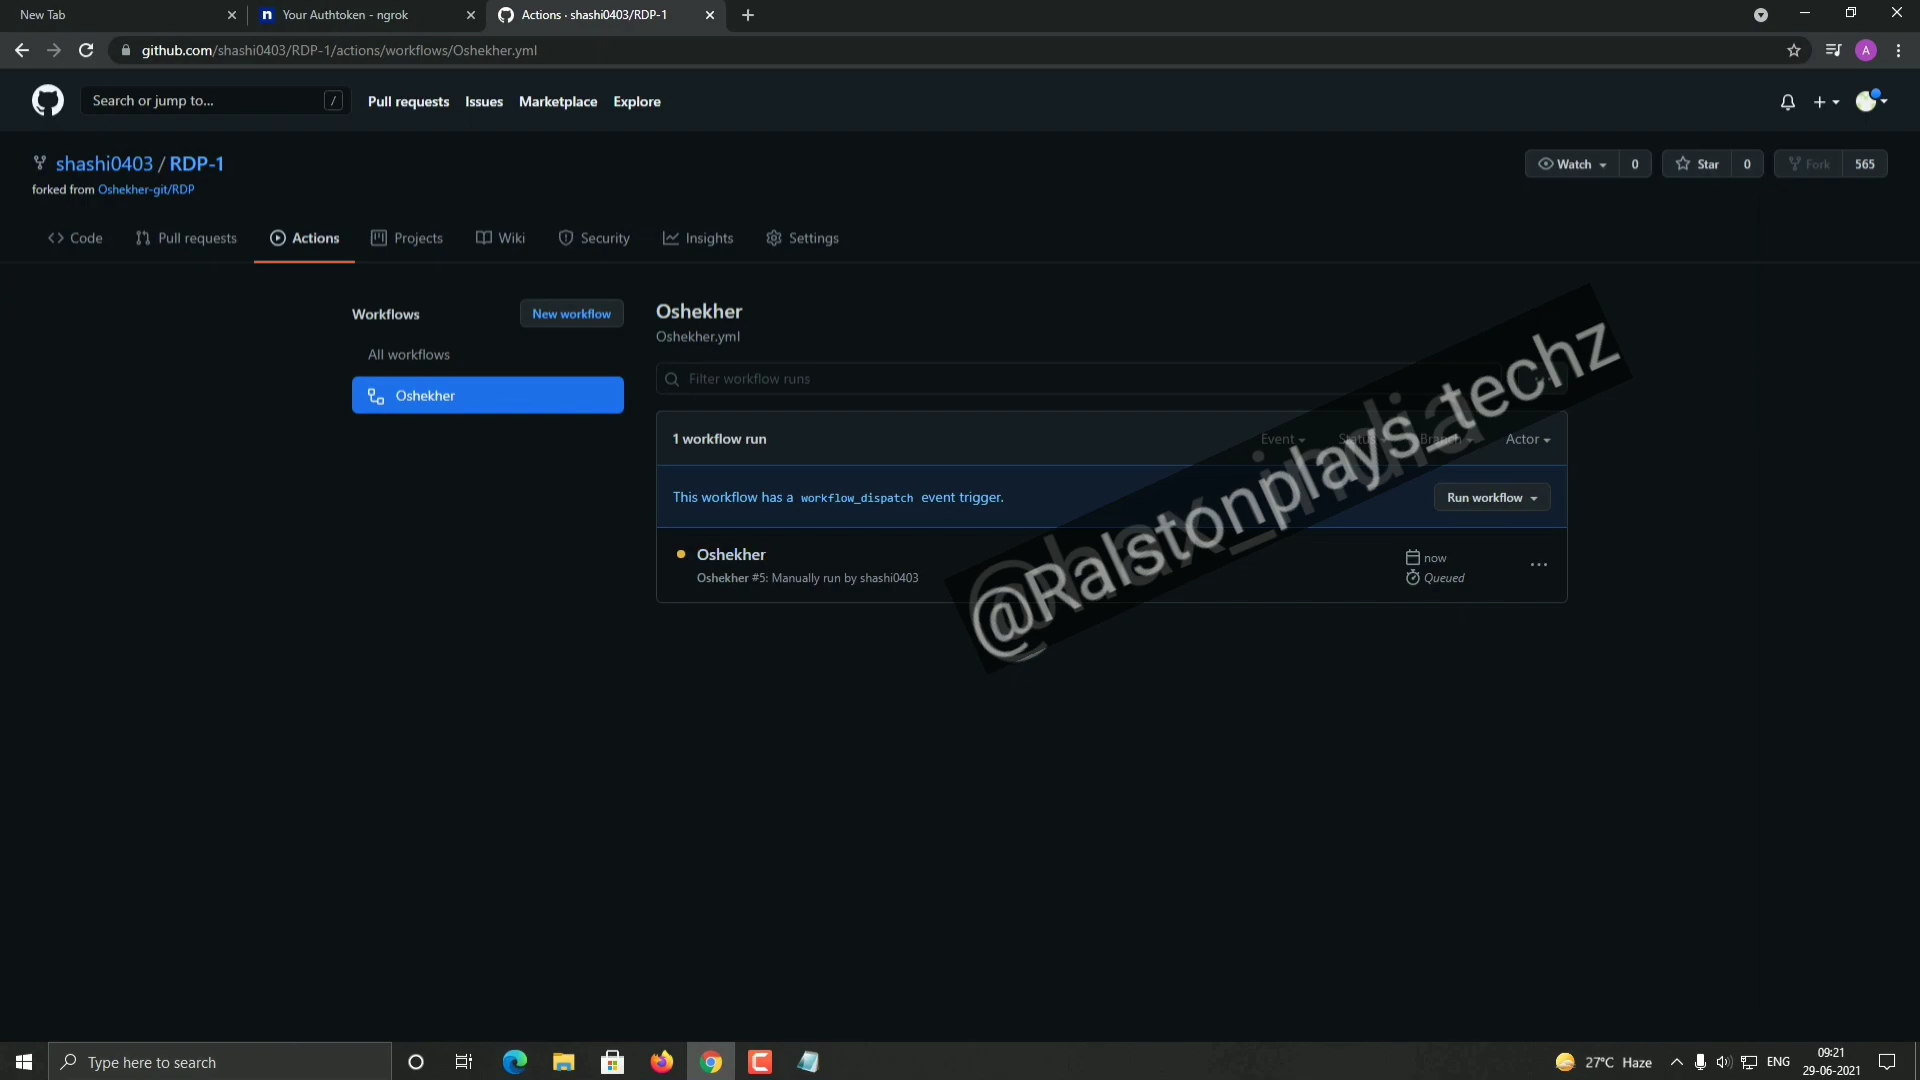 New Tab
Your Authtoken - ngrok
Actions · shashi0403/RDP-1
github.com/shashi0403/RDP-1/actions/workflows/Oshekher.yml
A
Search or jump to...
/
Pull requests
Issues
Marketplace
Explore
shashi0403 / RDP-1
Watch
0
Star
0
Fork
565
forked from Oshekher-git/RDP
Code
Pull requests
Actions
Projects
Wiki
Security
Insights
Settings
Workflows
New workflow
All workflows
Oshekher
Oshekher
Oshekher.yml
Filter workflow runs
1 workflow run
Event
Status
Branch
Actor
This workflow has a workflow_dispatch event trigger.
Run workflow
Oshekher
Oshekher #5: Manually run by shashi0403
now
Queued
@Ralstonplays_techz
Type here to search
27°C Haze
ENG
09:21
29-06-2021